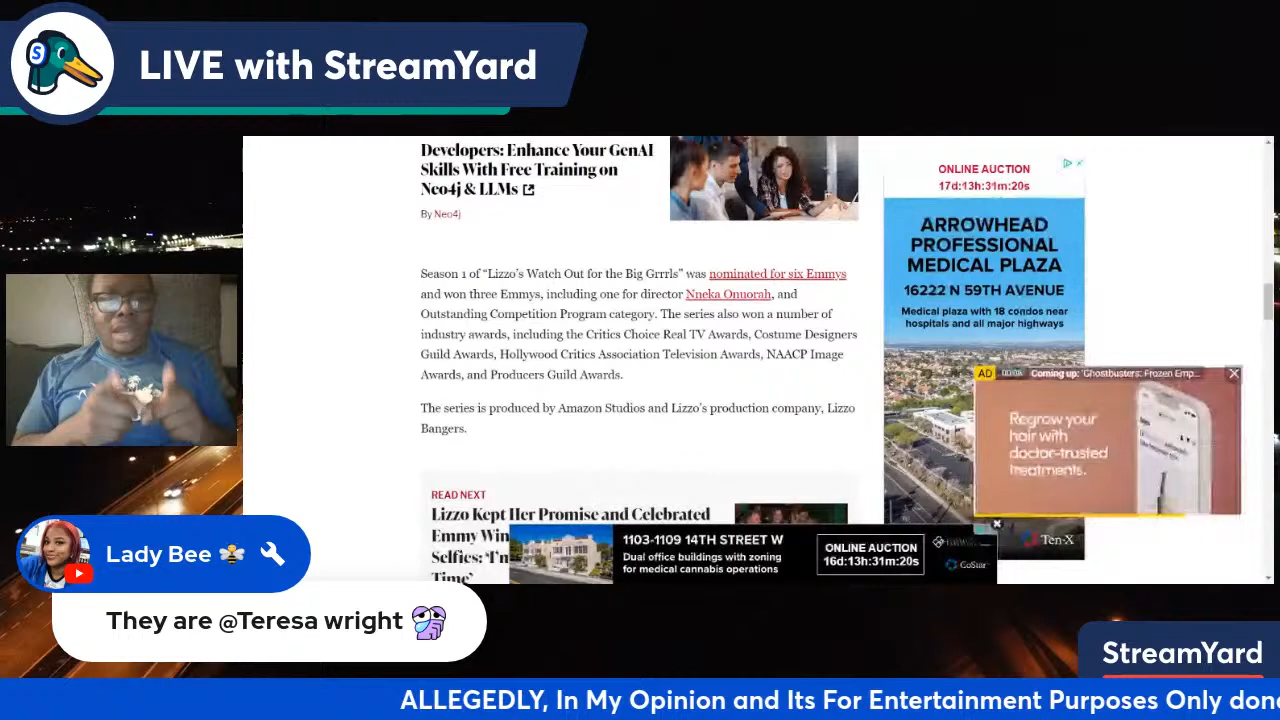 LIVE with StreamYard
Developers: Enhance Your GenAI
Skills With Free Training on
Neo4j & LLMs
By Neo4j
Season 1 of “Lizzo’s Watch Out for the Big Grrrls” was nominated for six Emmys
and won three Emmys, including one for director Nneka Onuorah, and
Outstanding Competition Program category. The series also won a number of
industry awards, including the Critics Choice Real TV Awards, Costume Designers
Guild Awards, Hollywood Critics Association Television Awards, NAACP Image
Awards, and Producers Guild Awards.
The series is produced by Amazon Studios and Lizzo’s production company, Lizzo
Bangers.
READ NEXT
Lizzo Kept Her Promise and Celebrated
Emmy Win
Selfies: ‘I’n
Time’
ONLINE AUCTION
17d:13h:31m:20s
ARROWHEAD
PROFESSIONAL
MEDICAL PLAZA
16222 N 59TH AVENUE
Medical plaza with 18 condos near
hospitals and all major highways
AD
Coming up: 'Ghostbusters: Frozen Emp...
Regrow your
hair with
doctor-trusted
treatments.
Ten-X
1103-1109 14TH STREET W
Dual office buildings with zoning
for medical cannabis operations
ONLINE AUCTION
16d:13h:31m:20s
CoStar
Lady Bee 🐝
They are @Teresa wright
StreamYard
ALLEGEDLY, In My Opinion and Its For Entertainment Purposes Only don